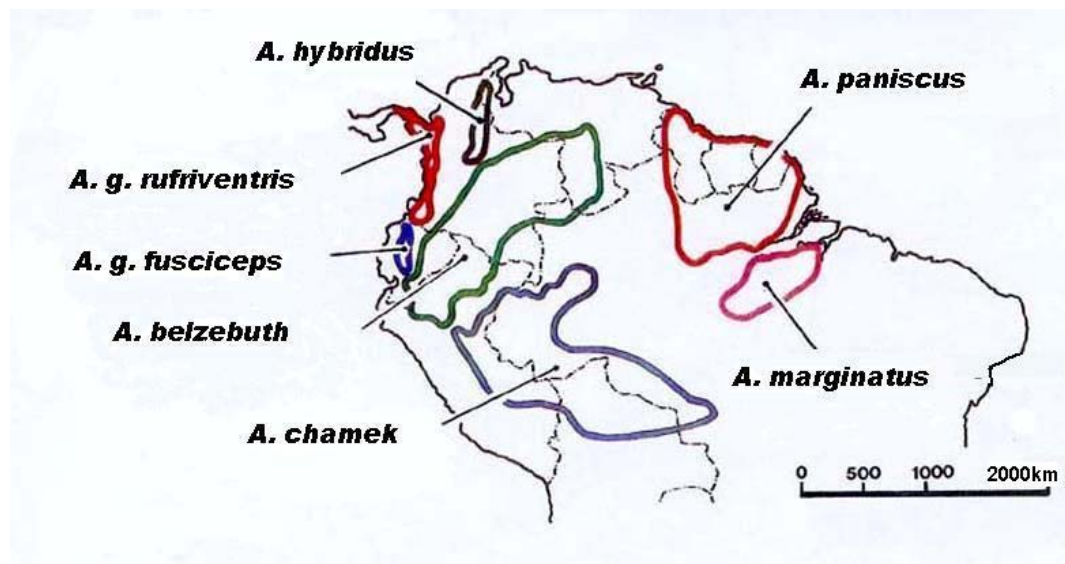 A. hybridus
A. paniscus
A. g. rufriventris
A. g. fusciceps
A. belzebuth
A. marginatus
A. chamek
0 500 1000 2000km